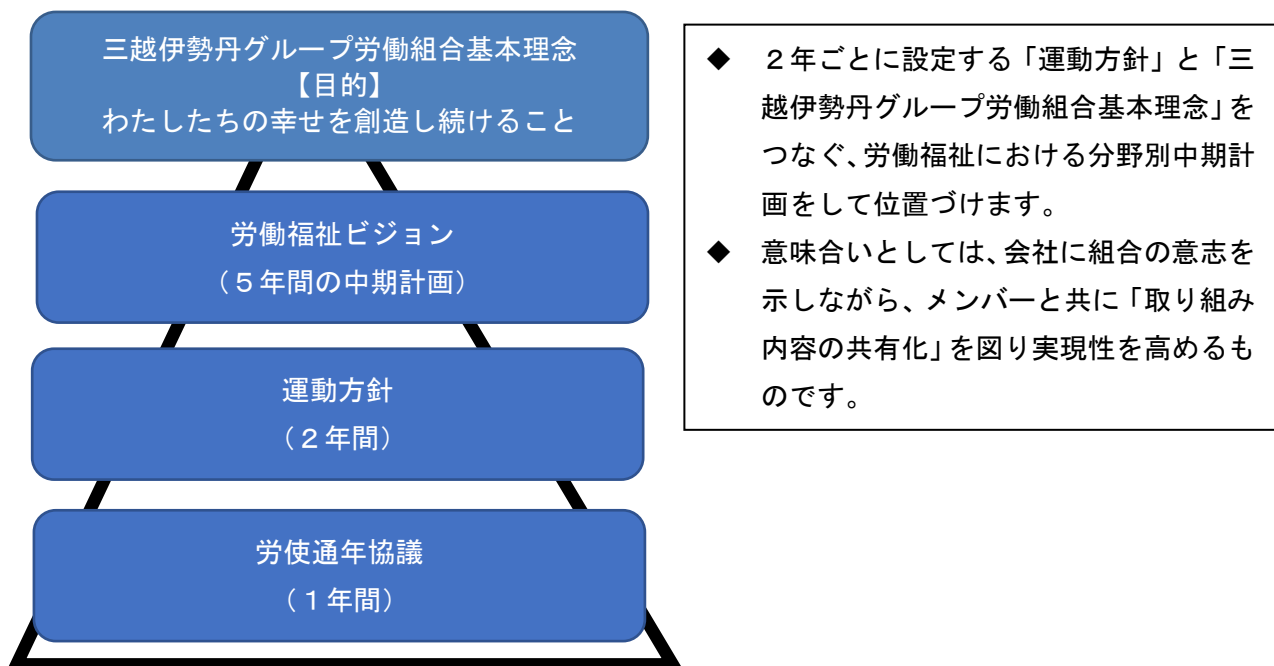 三越伊勢丹グループ労働組合基本理念
【目的】
わたしたちの幸せを創造し続けること
労働福祉ビジョン
（５年間の中期計画）
運動方針
（２年間）
労使通年協議
（１年間）
◆ ２年ごとに設定する「運動方針」と「三
越伊勢丹グループ労働組合基本理念」を
つなぐ、労働福祉における分野別中期計
画をして位置づけます。
◆ 意味合いとしては、会社に組合の意志を
示しながら、メンバーと共に「取り組み
内容の共有化」を図り実現性を高めるも
のです。